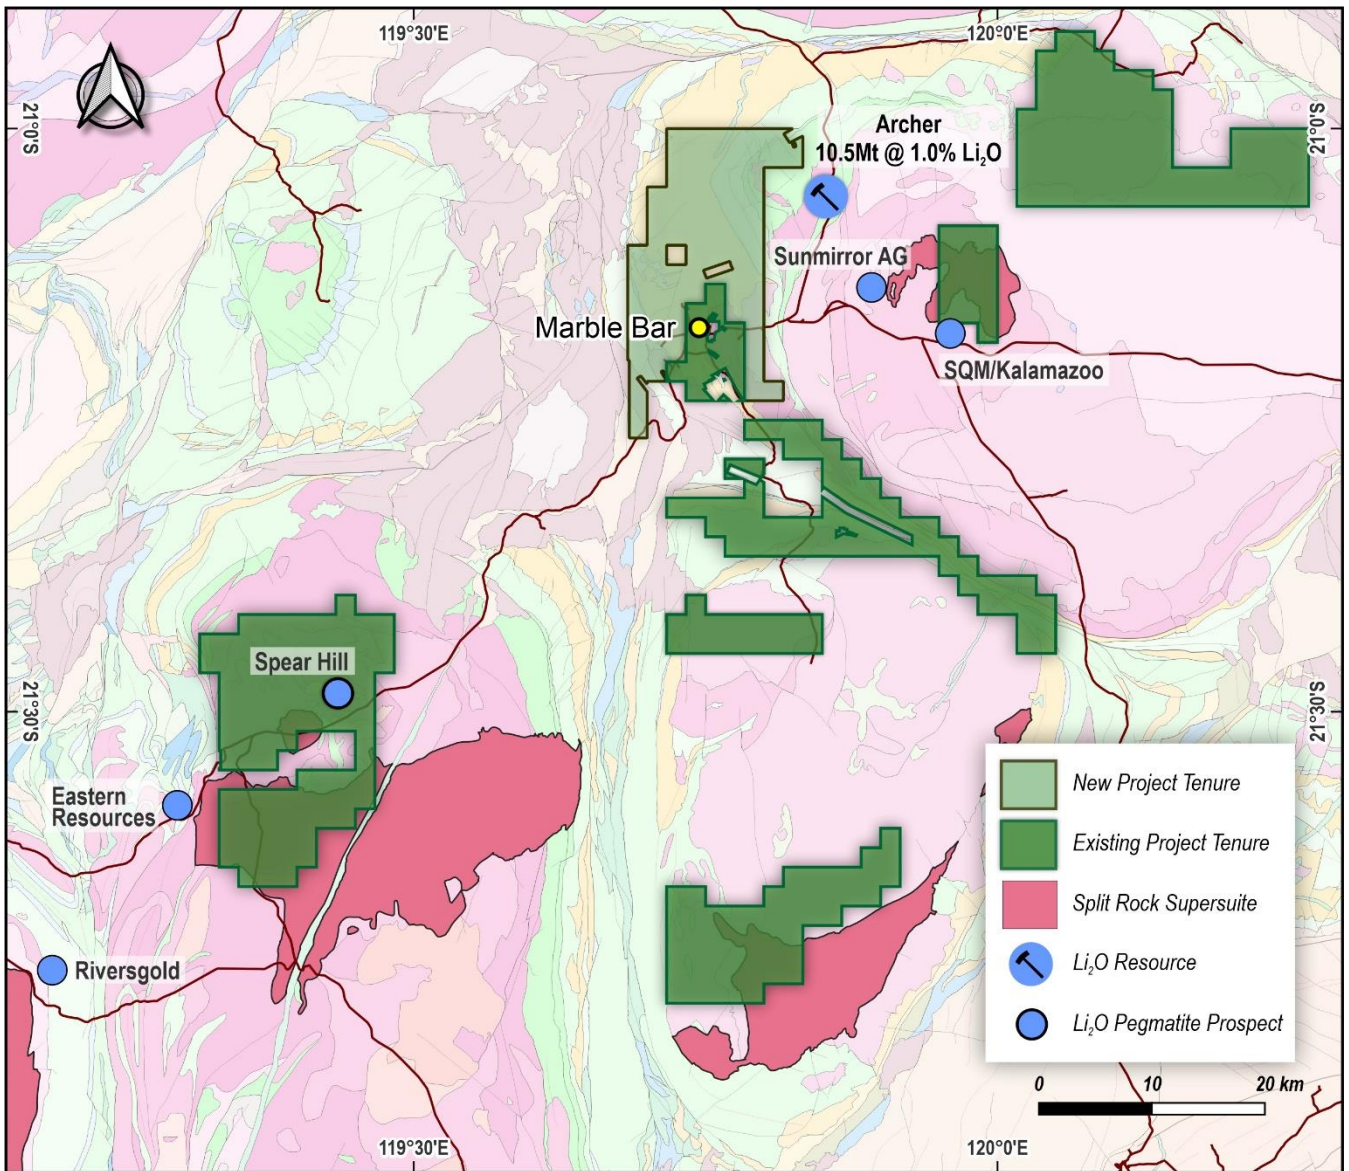 119°30'E
120°0'E
21°0'S
21°0'S
Archer
10.5Mt @ 1.0% Li₂O
Sunmirror AG
Marble Bar
SQM/Kalamazoo
Spear Hill
21°30'S
21°30'S
Eastern
Resources
Riversgold
New Project Tenure
Existing Project Tenure
Split Rock Supersuite
Li₂O Resource
Li₂O Pegmatite Prospect
0 10 20 km
119°30'E
120°0'E